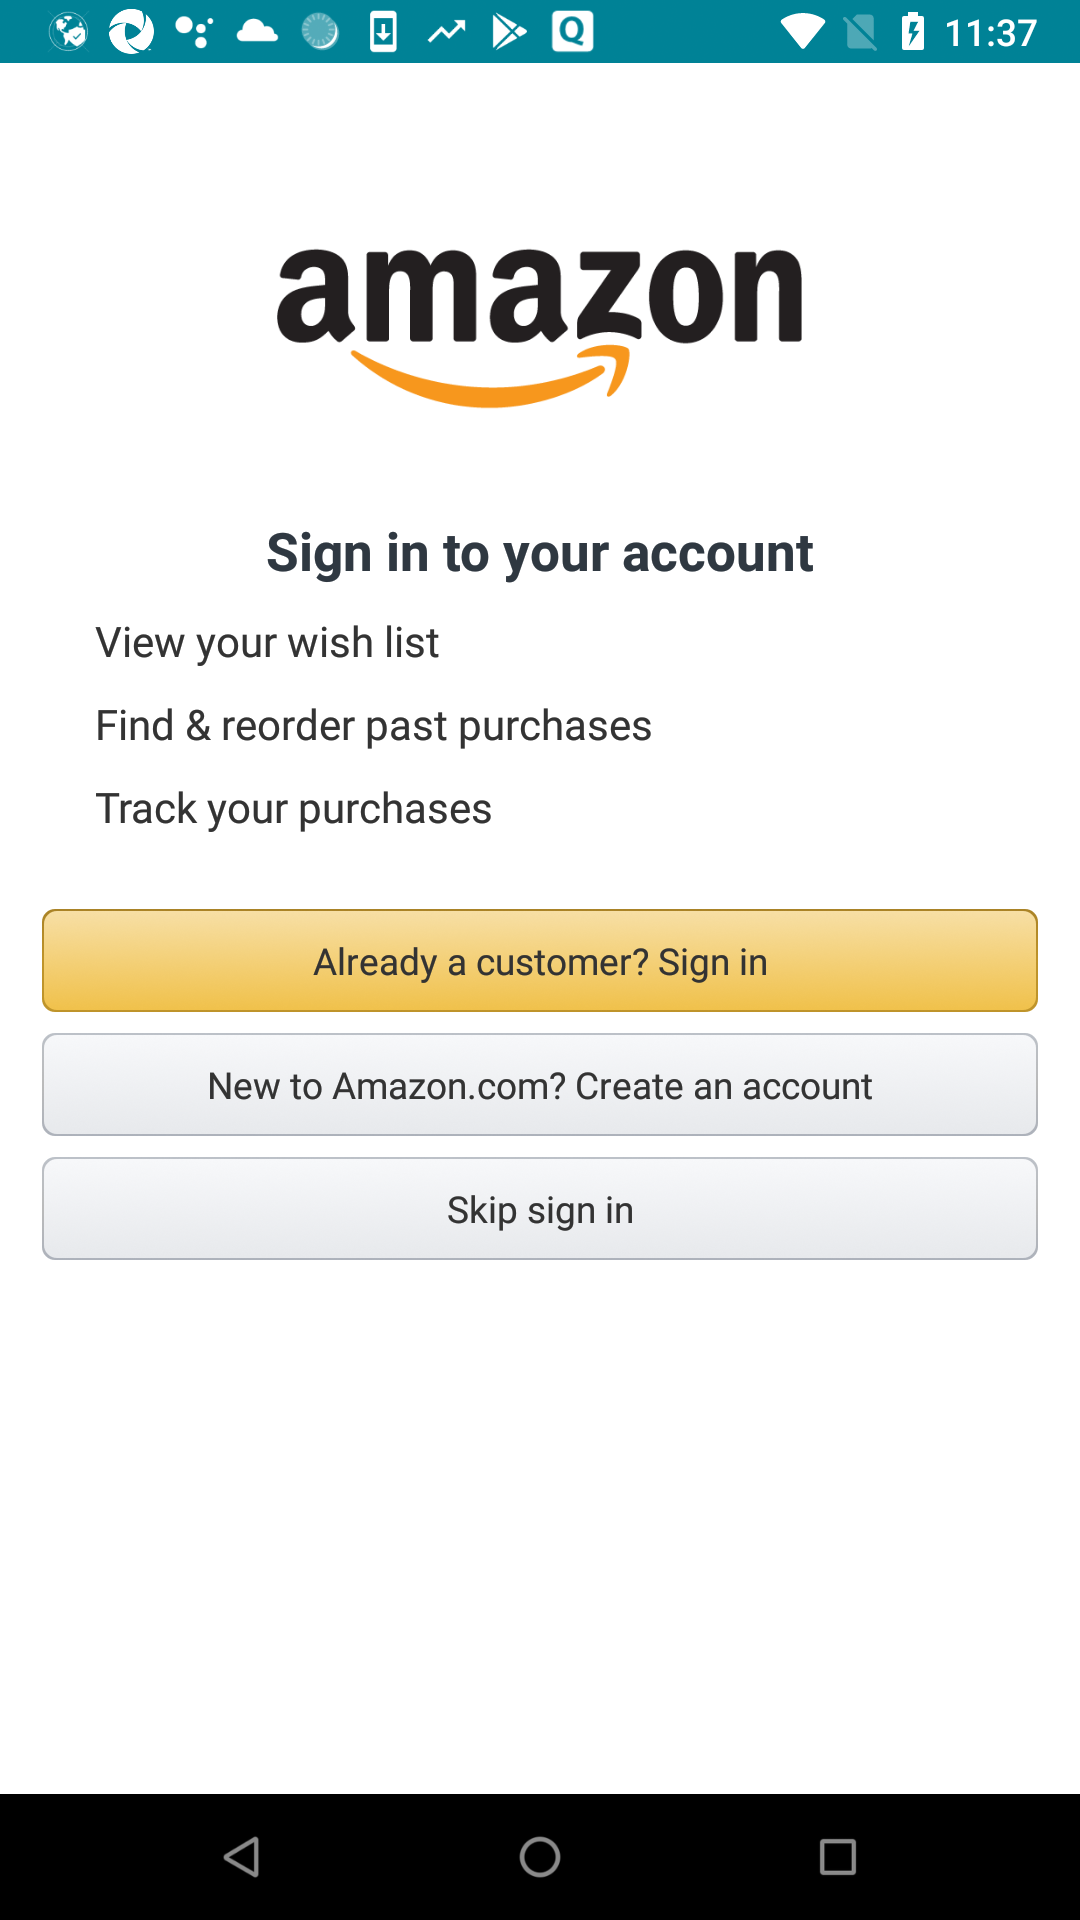 11:37
amazon
Sign in to your account
View your wish list
Find & reorder past purchases
Track your purchases
Already a customer? Sign in
New to Amazon.com? Create an account
Skip sign in